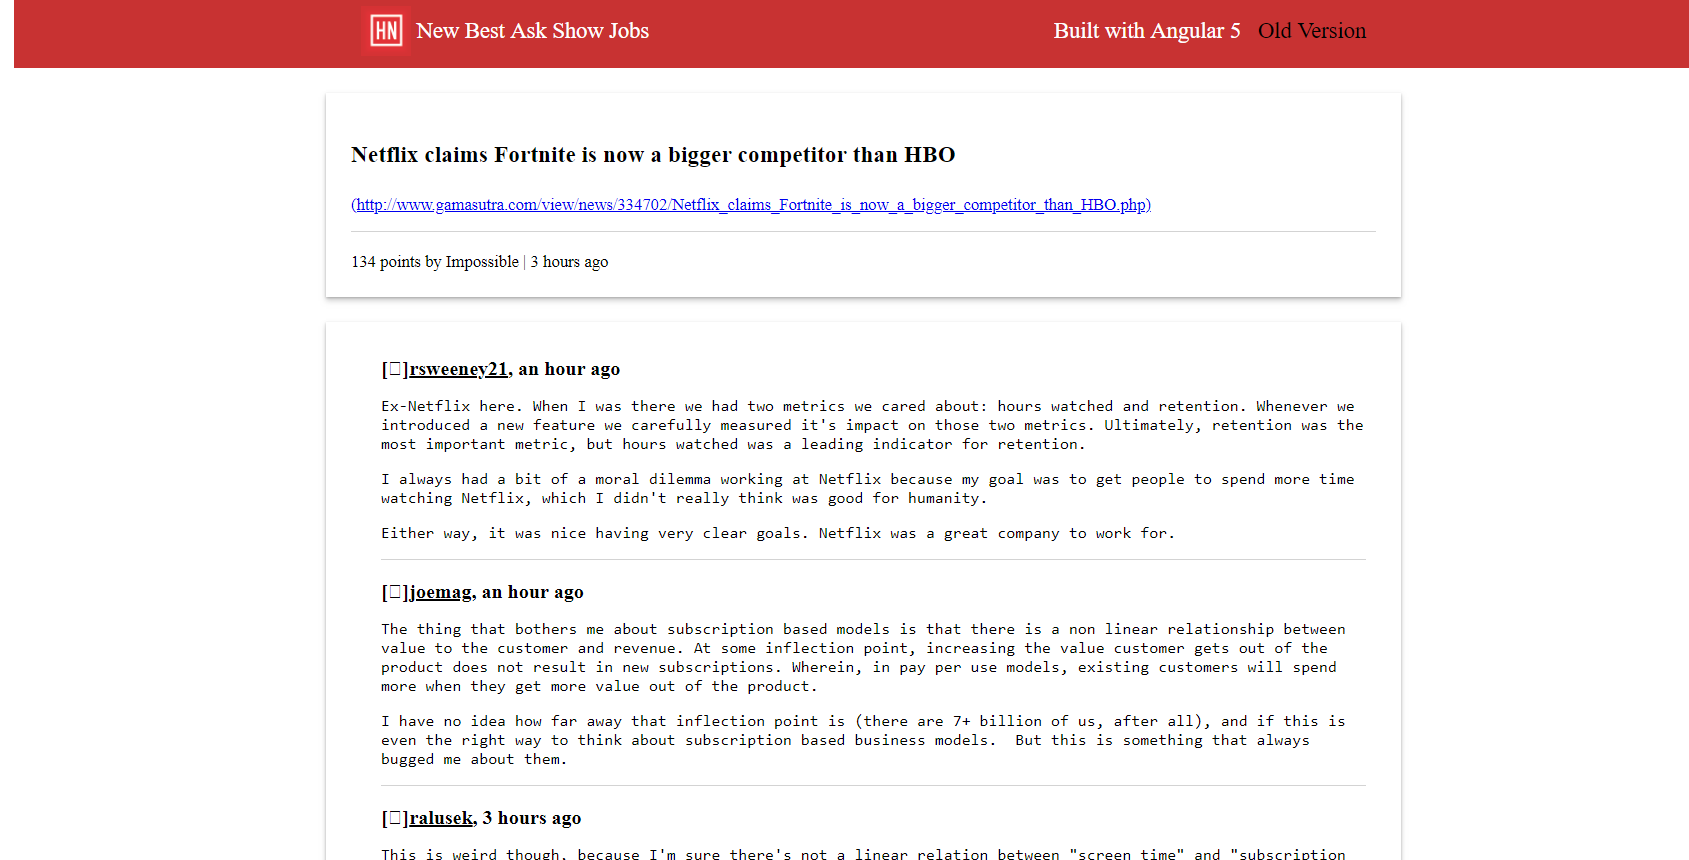 HN New Best Ask Show Jobs Built with Angular 5 Old Version
Netflix claims Fortnite is now a bigger competitor than HBO
(http://www.gamasutra.com/view/news/334702/Netflix_claims_Fortnite_is_now_a_bigger_competitor_than_HBO.php)
134 points by Impossible | 3 hours ago
[▯]rsweeney21, an hour ago
Ex-Netflix here. When I was there we had two metrics we cared about: hours watched and retention. Whenever we
introduced a new feature we carefully measured it's impact on those two metrics. Ultimately, retention was the
most important metric, but hours watched was a leading indicator for retention.
I always had a bit of a moral dilemma working at Netflix because my goal was to get people to spend more time
watching Netflix, which I didn't really think was good for humanity.
Either way, it was nice having very clear goals. Netflix was a great company to work for.
[▯]joemag, an hour ago
The thing that bothers me about subscription based models is that there is a non linear relationship between
value to the customer and revenue. At some inflection point, increasing the value customer gets out of the
product does not result in new subscriptions. Wherein, in pay per use models, existing customers will spend
more when they get more value out of the product.
I have no idea how far away that inflection point is (there are 7+ billion of us, after all), and if this is
even the right way to think about subscription based business models.  But this is something that always
bugged me about them.
[▯]ralusek, 3 hours ago
This is weird though, because I'm sure there's not a linear relation between "screen time" and "subscription